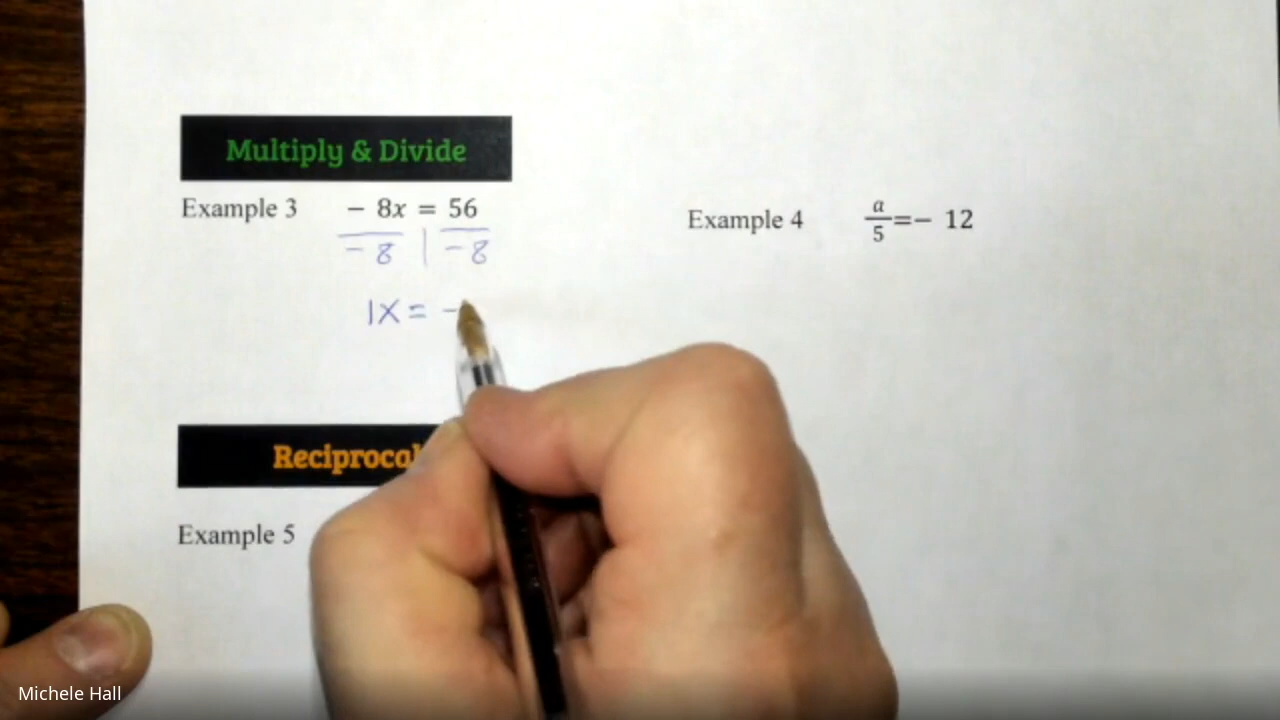 Multiply & Divide
Example 3 − 8x = 56
−8 | −8
1x = −
Example 4 a/5 =− 12
Reciprocal
Example 5
Michele Hall